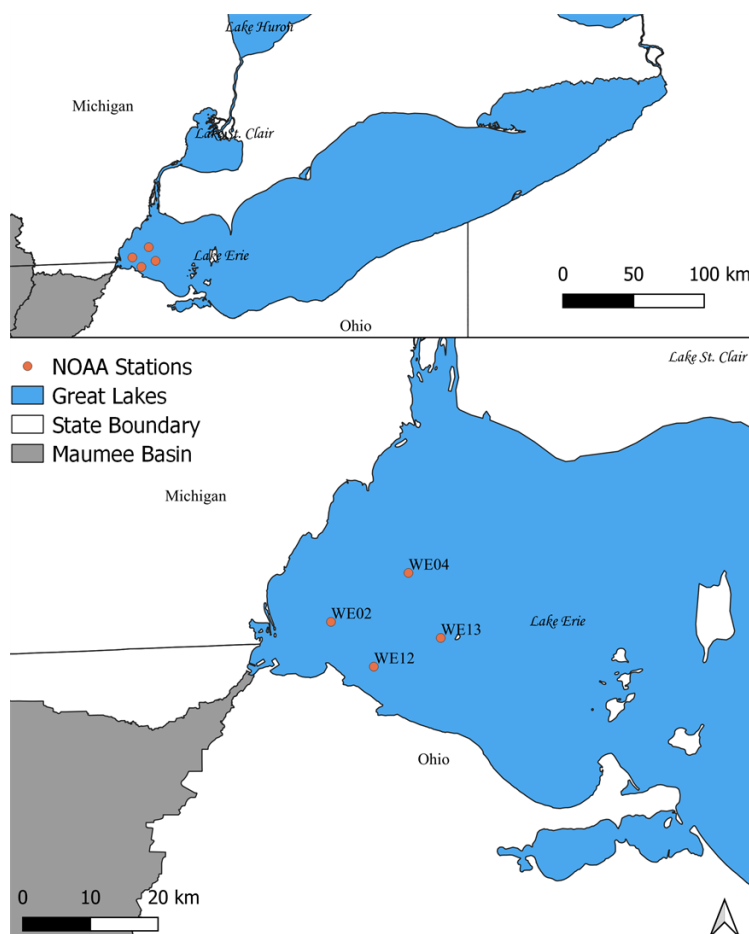 Lake Huron
Michigan
Lake St. Clair
Lake Erie
0 50 100 km
Ohio
NOAA Stations
Great Lakes
State Boundary
Maumee Basin
Lake St. Clair
Michigan
WE04
WE02
Lake Erie
WE13
WE12
Ohio
0 10 20 km